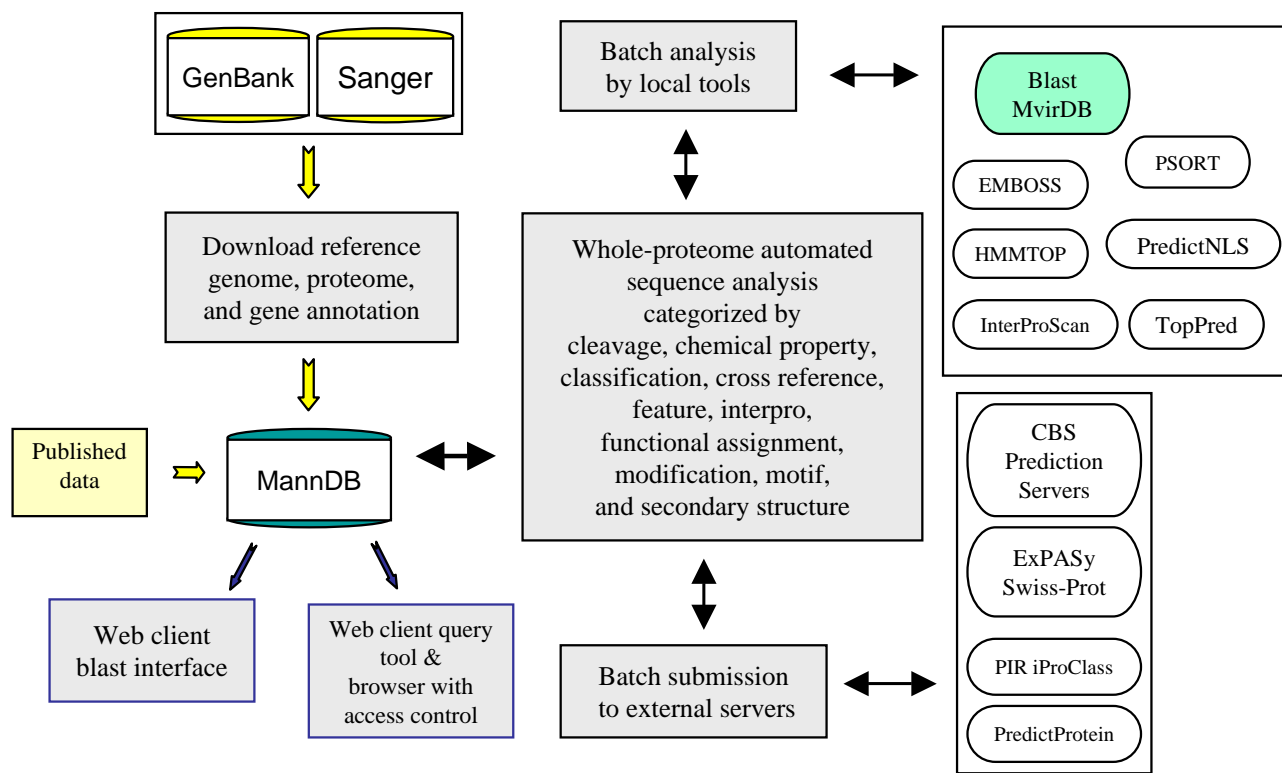 GenBank
Sanger
Download reference
genome, proteome,
and gene annotation
Published
data
MannDB
Web client
blast interface
Web client query
tool &
browser with
access control
Batch analysis
by local tools
Whole-proteome automated
sequence analysis
categorized by
cleavage, chemical property,
classification, cross reference,
feature, interpro,
functional assignment,
modification, motif,
and secondary structure
Batch submission
to external servers
Blast
MvirDB
PSORT
EMBOSS
HMMTOP
PredictNLS
InterProScan
TopPred
CBS
Prediction
Servers
ExPASy
Swiss-Prot
PIR iProClass
PredictProtein